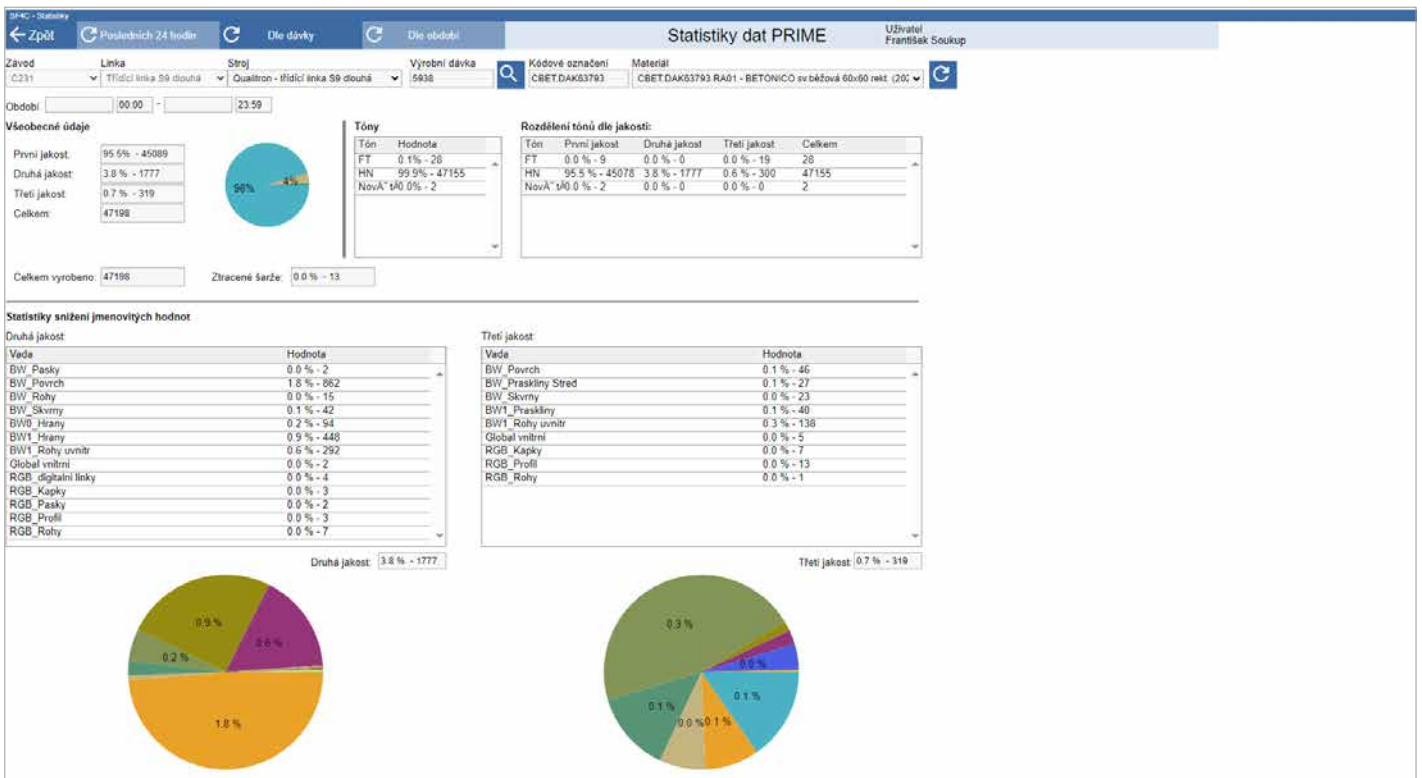 SF4C - Statistiky
Zpět Posledních 24 hodin Dle dávky Dle období Statistiky dat PRIME Uživatel
František Soukup
Závod Linka Stroj Výrobní dávka Kódové označení Materiál
C231 Třídící linka S9 dlouhá Qualitron - třídící linka S9 dlouhá 5938 CBET.DAK63793 CBET.DAK63793.RA01 - BETONICO sv.běžová 60x60 rekt. (202
Období 00:00 - 23:59
Všeobecné údaje
První jakost: 95.5% - 45089
Druhá jakost: 3.8 % - 1777
Třetí jakost: 0.7 % - 319
Celkem: 47198
96% 4%
Tóny
Tón Hodnota
FT 0.1% - 28
HN 99.9% - 47155
NovÄ˝ tÃ 0.0% - 2
Rozdělení tónů dle jakosti:
Tón První jakost Druhá jakost Třetí jakost Celkem
FT 0.0 % - 9 0.0 % - 0 0.0 % - 19 28
HN 95.5 % - 45078 3.8 % - 1777 0.6 % - 300 47155
NovÄ˝ tÃ 0.0 % - 2 0.0 % - 0 0.0 % - 0 2
Celkem vyrobeno: 47198 Ztracené šarže: 0.0 % - 13
Statistiky snížení jmenovitých hodnot
Druhá jakost:
Vada Hodnota
BW_Pasky 0.0 % - 2
BW_Povrch 1.8 % - 862
BW_Rohy 0.0 % - 15
BW_Skvrny 0.1 % - 42
BW0_Hrany 0.2 % - 94
BW1_Hrany 0.9 % - 448
BW1_Rohy uvnitr 0.6 % - 292
Global vnitrni 0.0 % - 2
RGB_digitalni linky 0.0 % - 4
RGB_Kapky 0.0 % - 3
RGB_Pasky 0.0 % - 2
RGB_Profil 0.0 % - 3
RGB_Rohy 0.0 % - 7
Druhá jakost: 3.8 % - 1777
Třetí jakost:
Vada Hodnota
BW_Povrch 0.1 % - 46
BW_Praskliny Stred 0.1 % - 27
BW_Skvrny 0.0 % - 23
BW1_Praskliny 0.1 % - 40
BW1_Rohy uvnitr 0.3 % - 138
Global vnitrni 0.0 % - 5
RGB_Kapky 0.0 % - 7
RGB_Profil 0.0 % - 13
RGB_Rohy 0.0 % - 1
Třetí jakost: 0.7 % - 319
0.9 %
0.6 %
0.2 %
1.8 %
0.3 %
0.0 %
0.1 %
0.1 %
0.0 % 0.1 %